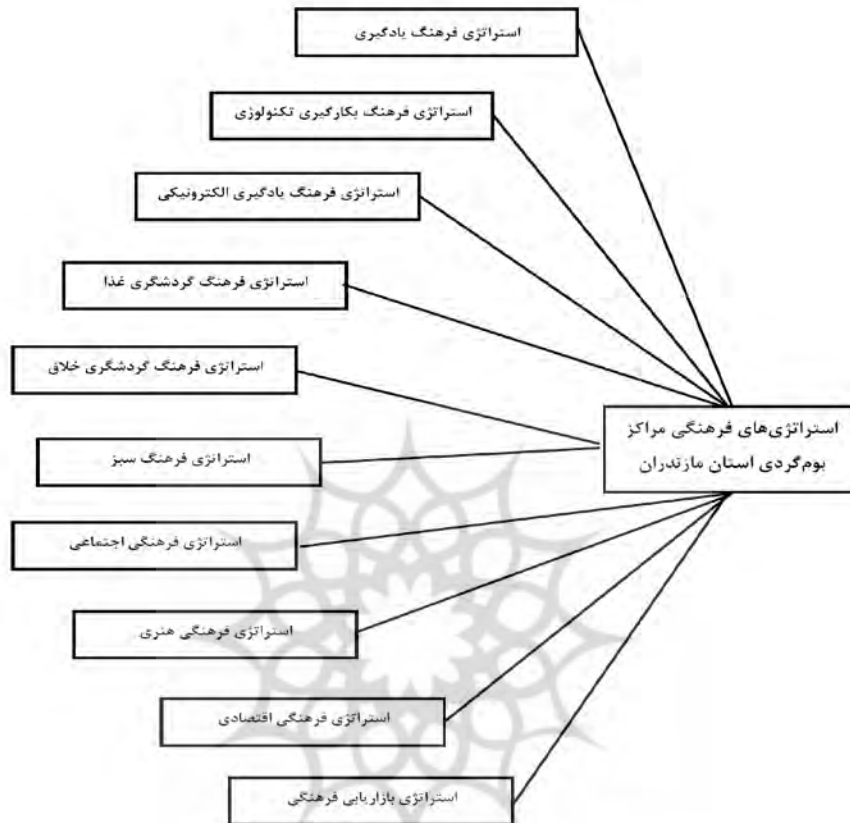 استراتژی فرهنگ یادگیری
استراتژی فرهنگ بکارگیری تکنولوژی
استراتژی فرهنگ یادگیری الکترونیکی
استراتژی فرهنگ گردشگری غذا
استراتژی فرهنگ گردشگری خلاق
استراتژی‌های فرهنگی مراکز
بوم‌گردی استان مازندران
استراتژی فرهنگ سبز
استراتژی فرهنگی اجتماعی
استراتژی فرهنگی هنری
استراتژی فرهنگی اقتصادی
استراتژی بازاریابی فرهنگی